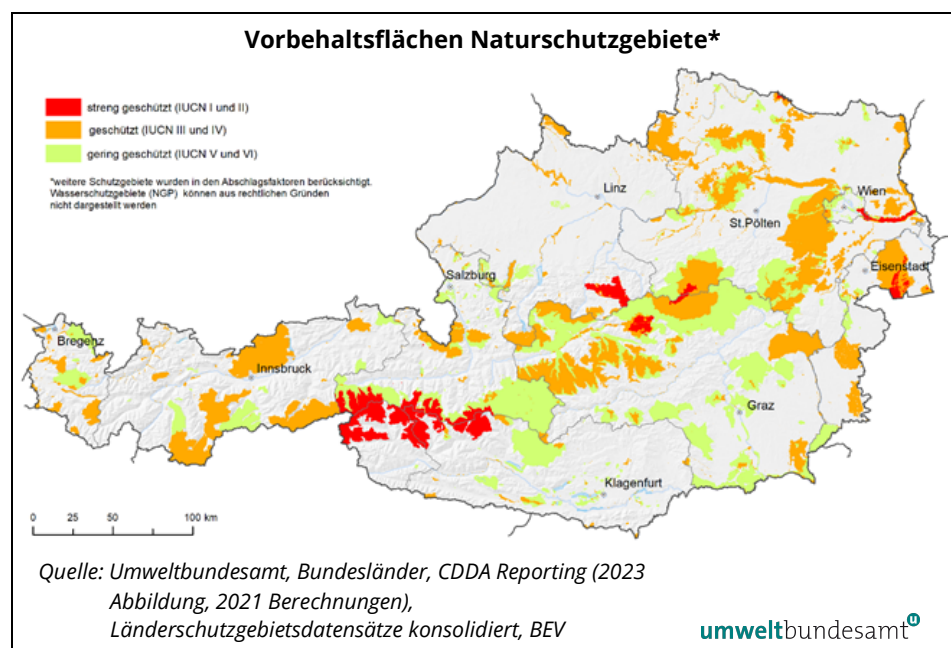 Vorbehaltsflächen Naturschutzgebiete*
streng geschützt (IUCN I und II)
geschützt (IUCN III und IV)
gering geschützt (IUCN V und VI)
*weitere Schutzgebiete wurden in den Abschlagsfaktoren berücksichtigt.
Wasserschutzgebiete (NGP) können aus rechtlichen Gründen
nicht dargestellt werden
Linz
Wien
St.Pölten
Eisenstadt
Salzburg
Bregenz
Innsbruck
Graz
Klagenfurt
0 25 50 100 km
Quelle: Umweltbundesamt, Bundesländer, CDDA Reporting (2023
Abbildung, 2021 Berechnungen),
Länderschutzgebietsdatensätze konsolidiert, BEV
umweltbundesamt u